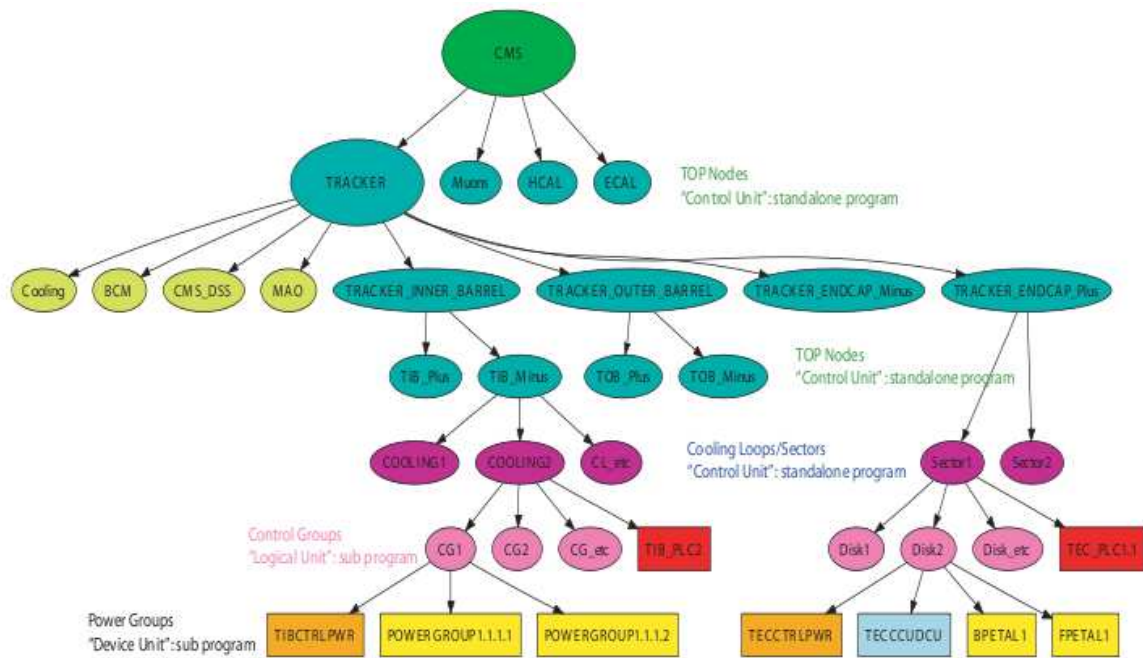 CMS
TRACKER
Muons
HCAL
ECAL
TOP Nodes
"Control Unit": standalone program
Cooling
BCM
CMS_DSS
MAO
TRACKER_INNER_BARREL
TRACKER_OUTER_BARREL
TRACKER_ENDCAP_Minus
TRACKER_ENDCAP_Plus
TIB_Plus
TIB_Minus
TOB_Plus
TOB_Minus
TOP Nodes
"Control Unit": standalone program
COOLING1
COOLING2
CL_etc
Cooling Loops/Sectors
"Control Unit": standalone program
Sector1
Sector2
Control Groups
"Logical Unit": sub program
CG1
CG2
CG_etc
TIB_PLC2
Disk1
Disk2
Disk_etc
TEC_PLC1.1
Power Groups
"Device Unit": sub program
TIBCTRLPWR
POWERGROUP1.1.1.1
POWERGROUP1.1.1.2
TECCTRLPWR
TECCCUDCU
BPETAL1
FPETAL1